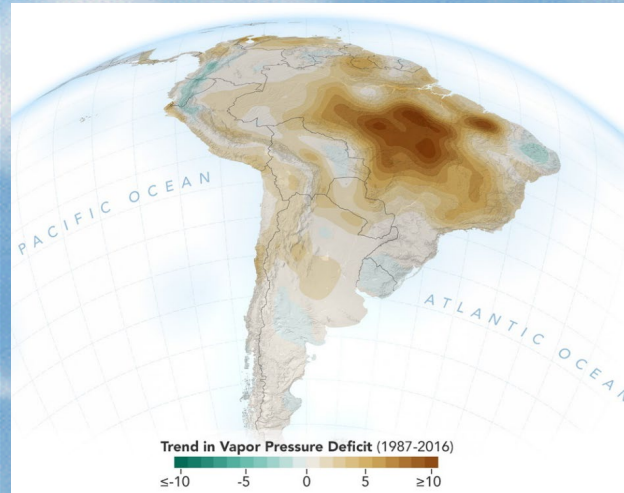 PACIFIC OCEAN
ATLANTIC OCEAN
Trend in Vapor Pressure Deficit (1987-2016)
≤-10 -5 0 5 ≥10